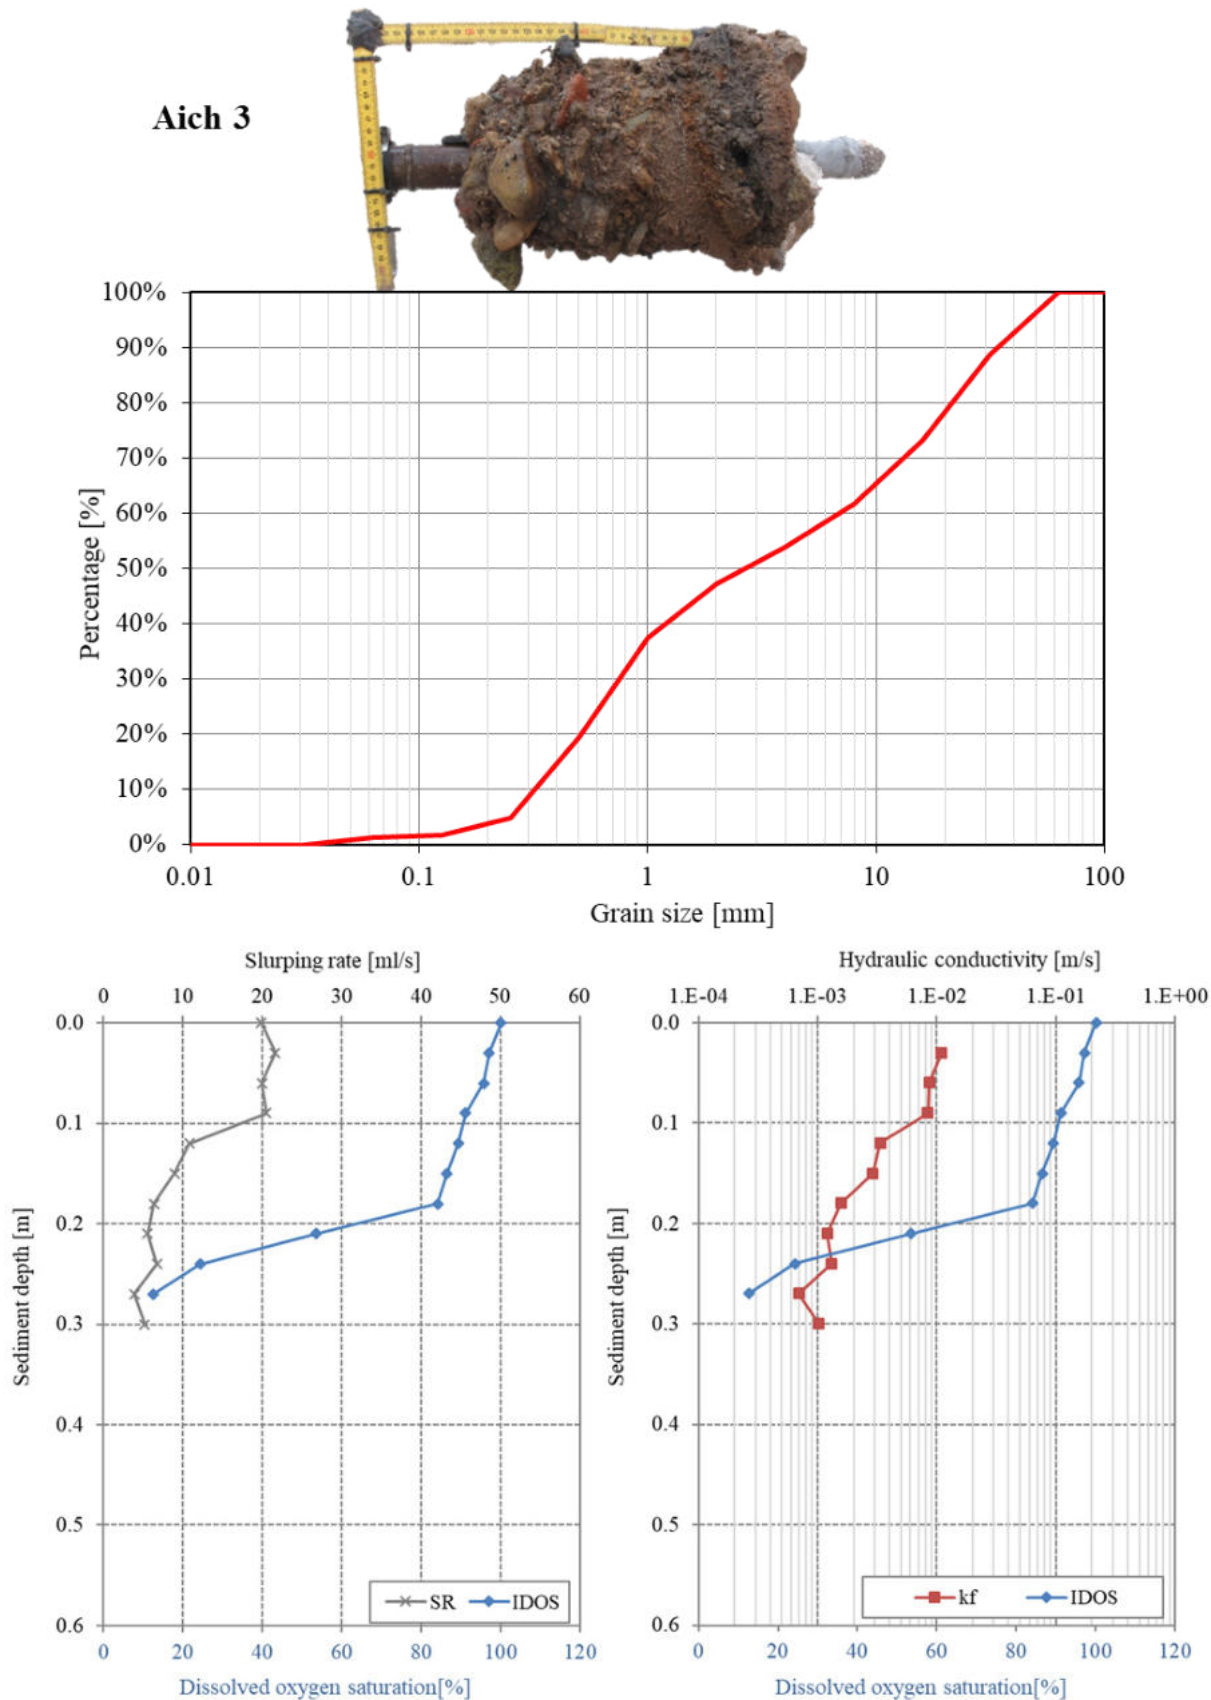 Aich 3
100%
90%
80%
70%
60%
50%
40%
30%
20%
10%
0%
Percentage [%]
0.01 0.1 1 10 100
Grain size [mm]
Slurping rate [ml/s]
0 10 20 30 40 50 60
0.0
0.1
0.2
0.3
0.4
0.5
0.6
Sediment depth [m]
SR IDOS
0 20 40 60 80 100 120
Dissolved oxygen saturation[%]
Hydraulic conductivity [m/s]
1.E-04 1.E-03 1.E-02 1.E-01 1.E+00
0.0
0.1
0.2
0.3
0.4
0.5
0.6
Sediment depth [m]
kf IDOS
0 20 40 60 80 100 120
Dissolved oxygen saturation[%]